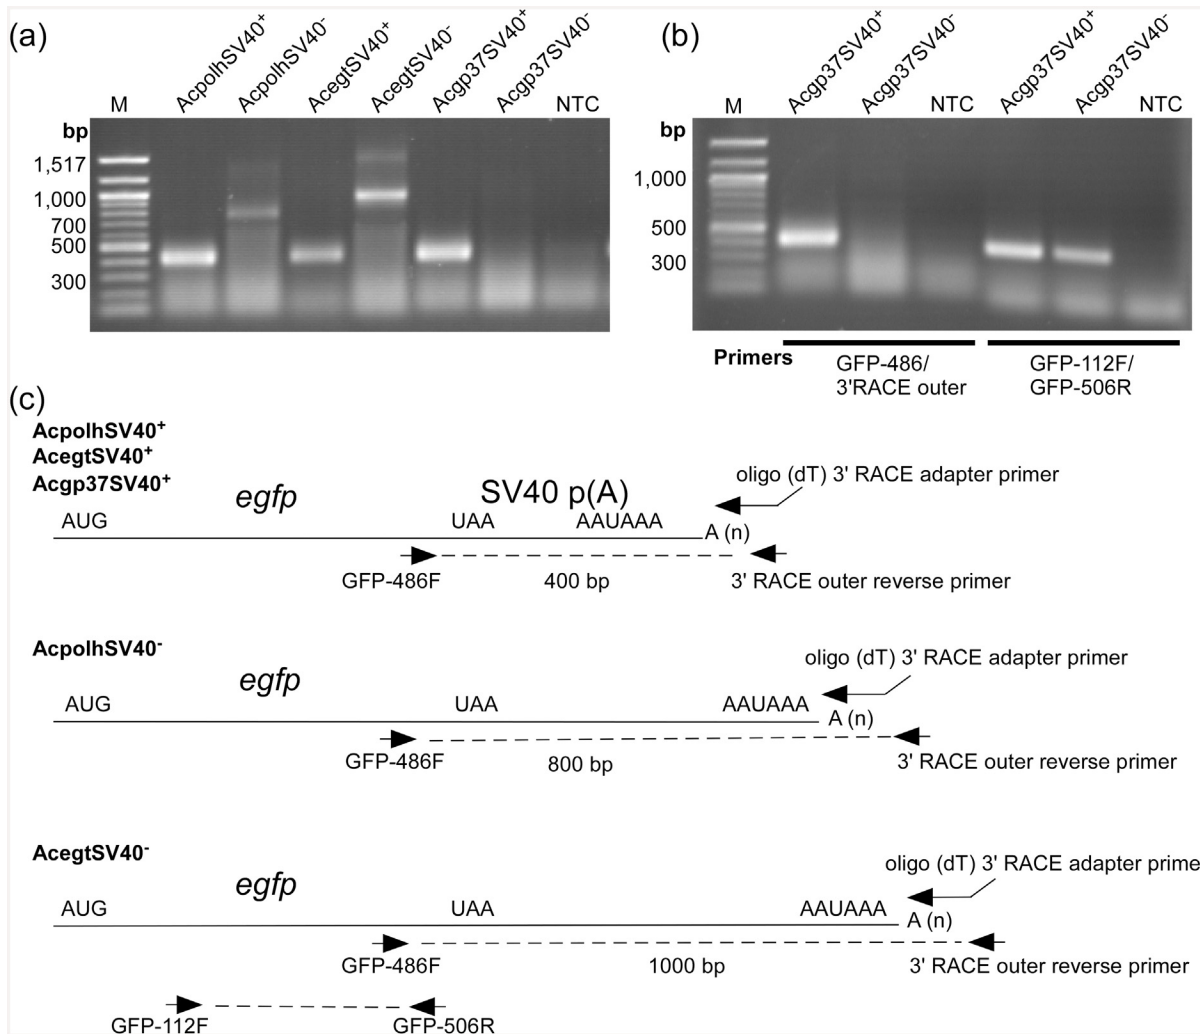 (a)
AcpolhSV40⁺ AcpolhSV40⁻ AcegtSV40⁺ AcegtSV40⁻ Acgp37SV40⁺ Acgp37SV40⁻
M NTC
bp
1,517
1,000
700
500
300
(b)
Acgp37SV40⁺ Acgp37SV40⁻ Acgp37SV40⁺ Acgp37SV40⁻
M NTC NTC
bp
1,000
500
300
Primers GFP-486/ GFP-112F/
3'RACE outer GFP-506R
(c)
AcpolhSV40⁺
AcegtSV40⁺
Acgp37SV40⁺
egfp SV40 p(A) oligo (dT) 3' RACE adapter primer
AUG UAA AAUAAA A (n)
GFP-486F 400 bp 3' RACE outer reverse primer
AcpolhSV40⁻
egfp oligo (dT) 3' RACE adapter primer
AUG UAA AAUAAA A (n)
GFP-486F 800 bp 3' RACE outer reverse primer
AcegtSV40⁻
egfp oligo (dT) 3' RACE adapter prime
AUG UAA AAUAAA A (n)
GFP-486F 1000 bp 3' RACE outer reverse primer
GFP-112F GFP-506R